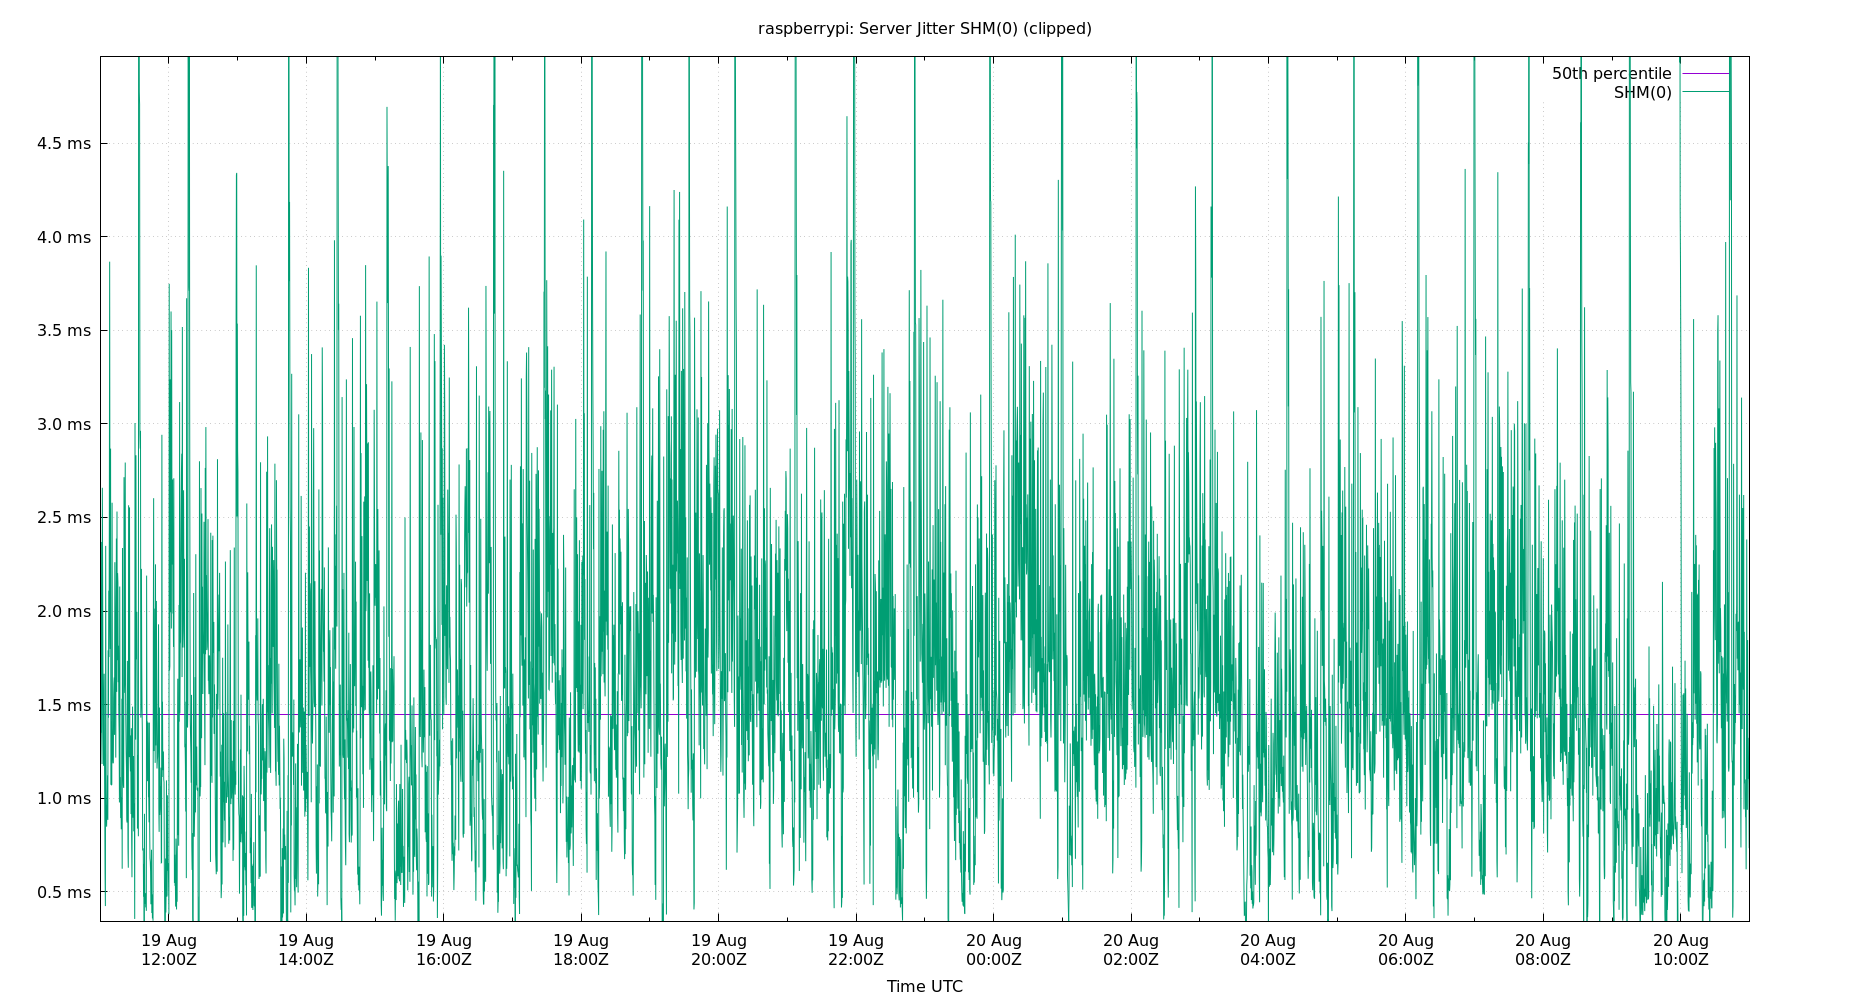 raspberrypi: Server Jitter SHM(0) (clipped)
50th percentile
SHM(0)
4.5 ms
4.0 ms
3.5 ms
3.0 ms
2.5 ms
2.0 ms
1.5 ms
1.0 ms
0.5 ms
19 Aug 19 Aug 19 Aug 19 Aug 19 Aug 19 Aug 20 Aug 20 Aug 20 Aug 20 Aug 20 Aug 20 Aug
12:00Z 14:00Z 16:00Z 18:00Z 20:00Z 22:00Z 00:00Z 02:00Z 04:00Z 06:00Z 08:00Z 10:00Z
Time UTC